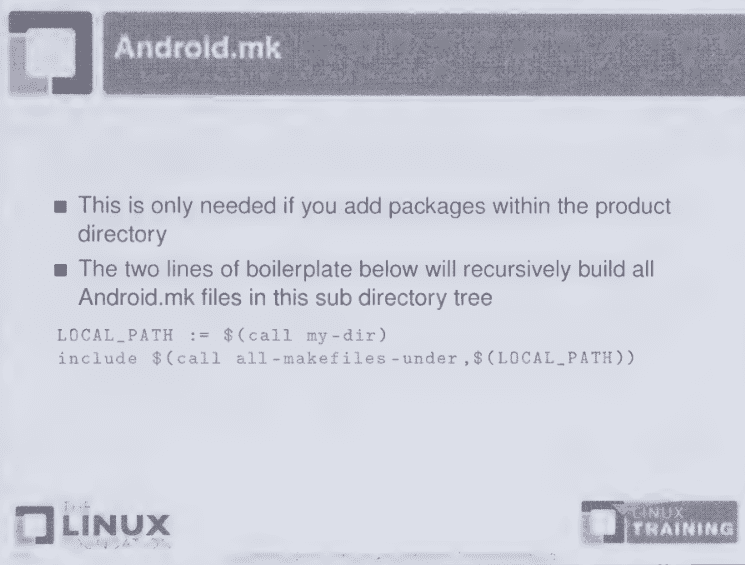 Android.mk
This is only needed if you add packages within the product
directory
The two lines of boilerplate below will recursively build all
Android.mk files in this sub directory tree
LOCAL_PATH := $(call my-dir)
include $(call all-makefiles-under,$(LOCAL_PATH))
THE
LINUX
LINUX
TRAINING